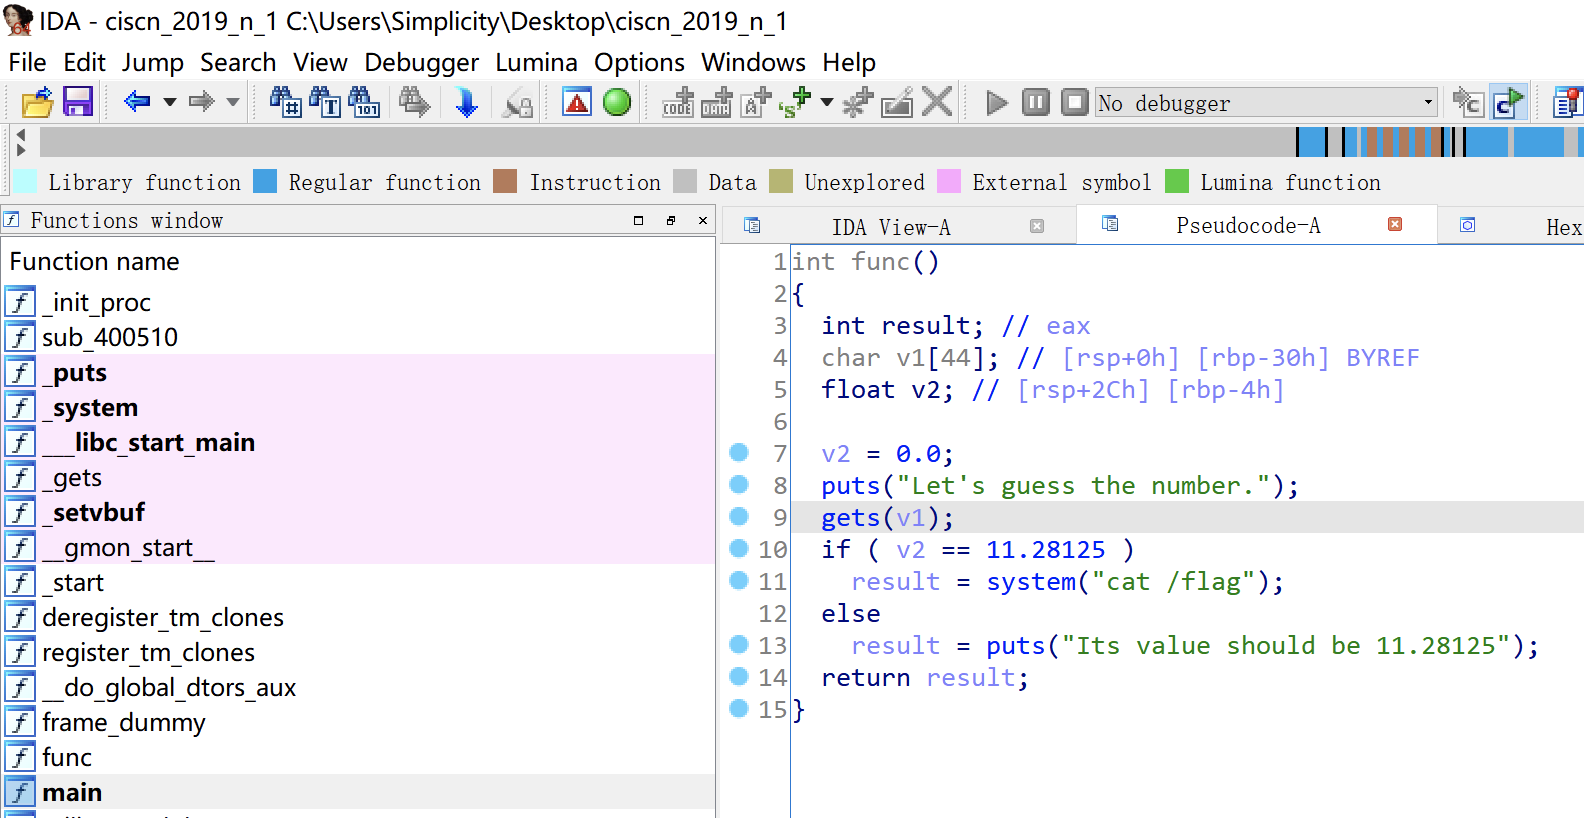 IDA - ciscn_2019_n_1 C:\Users\Simplicity\Desktop\ciscn_2019_n_1
File Edit Jump Search View Debugger Lumina Options Windows Help
No debugger
Library function Regular function Instruction Data Unexplored External symbol Lumina function
Functions window
Function name
_init_proc
sub_400510
_puts
_system
___libc_start_main
_gets
_setvbuf
__gmon_start__
_start
deregister_tm_clones
register_tm_clones
__do_global_dtors_aux
frame_dummy
func
main
IDA View-A Pseudocode-A Hex
1 int func()
2 {
3 int result; // eax
4 char v1[44]; // [rsp+0h] [rbp-30h] BYREF
5 float v2; // [rsp+2Ch] [rbp-4h]
6
7 v2 = 0.0;
8 puts("Let's guess the number.");
9 gets(v1);
10 if ( v2 == 11.28125 )
11 result = system("cat /flag");
12 else
13 result = puts("Its value should be 11.28125");
14 return result;
15 }